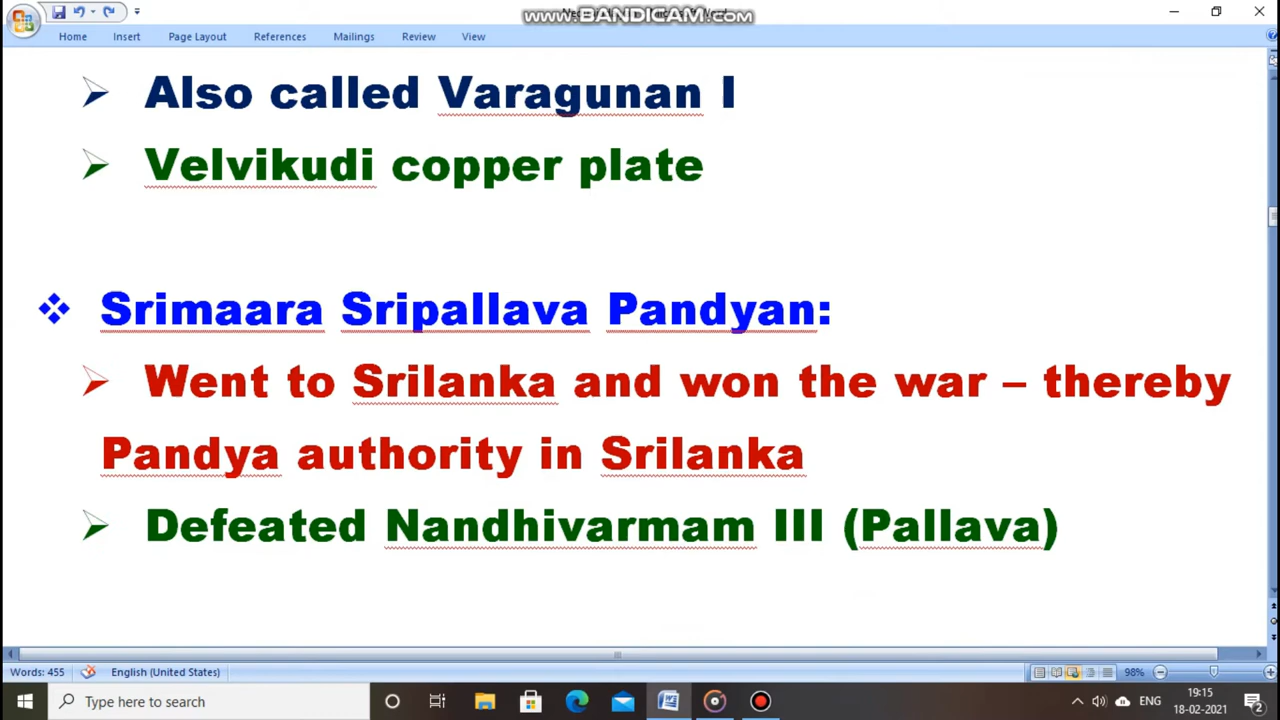 www.BANDICAM.com
Home Insert Page Layout References Mailings Review View
Also called Varagunan I
Velvikudi copper plate
Srimaara Sripallava Pandyan:
Went to Srilanka and won the war – thereby
Pandya authority in Srilanka
Defeated Nandhivarmam III (Pallava)
Words: 455 English (United States) 98%
Type here to search ENG 19:15
18-02-2021 2